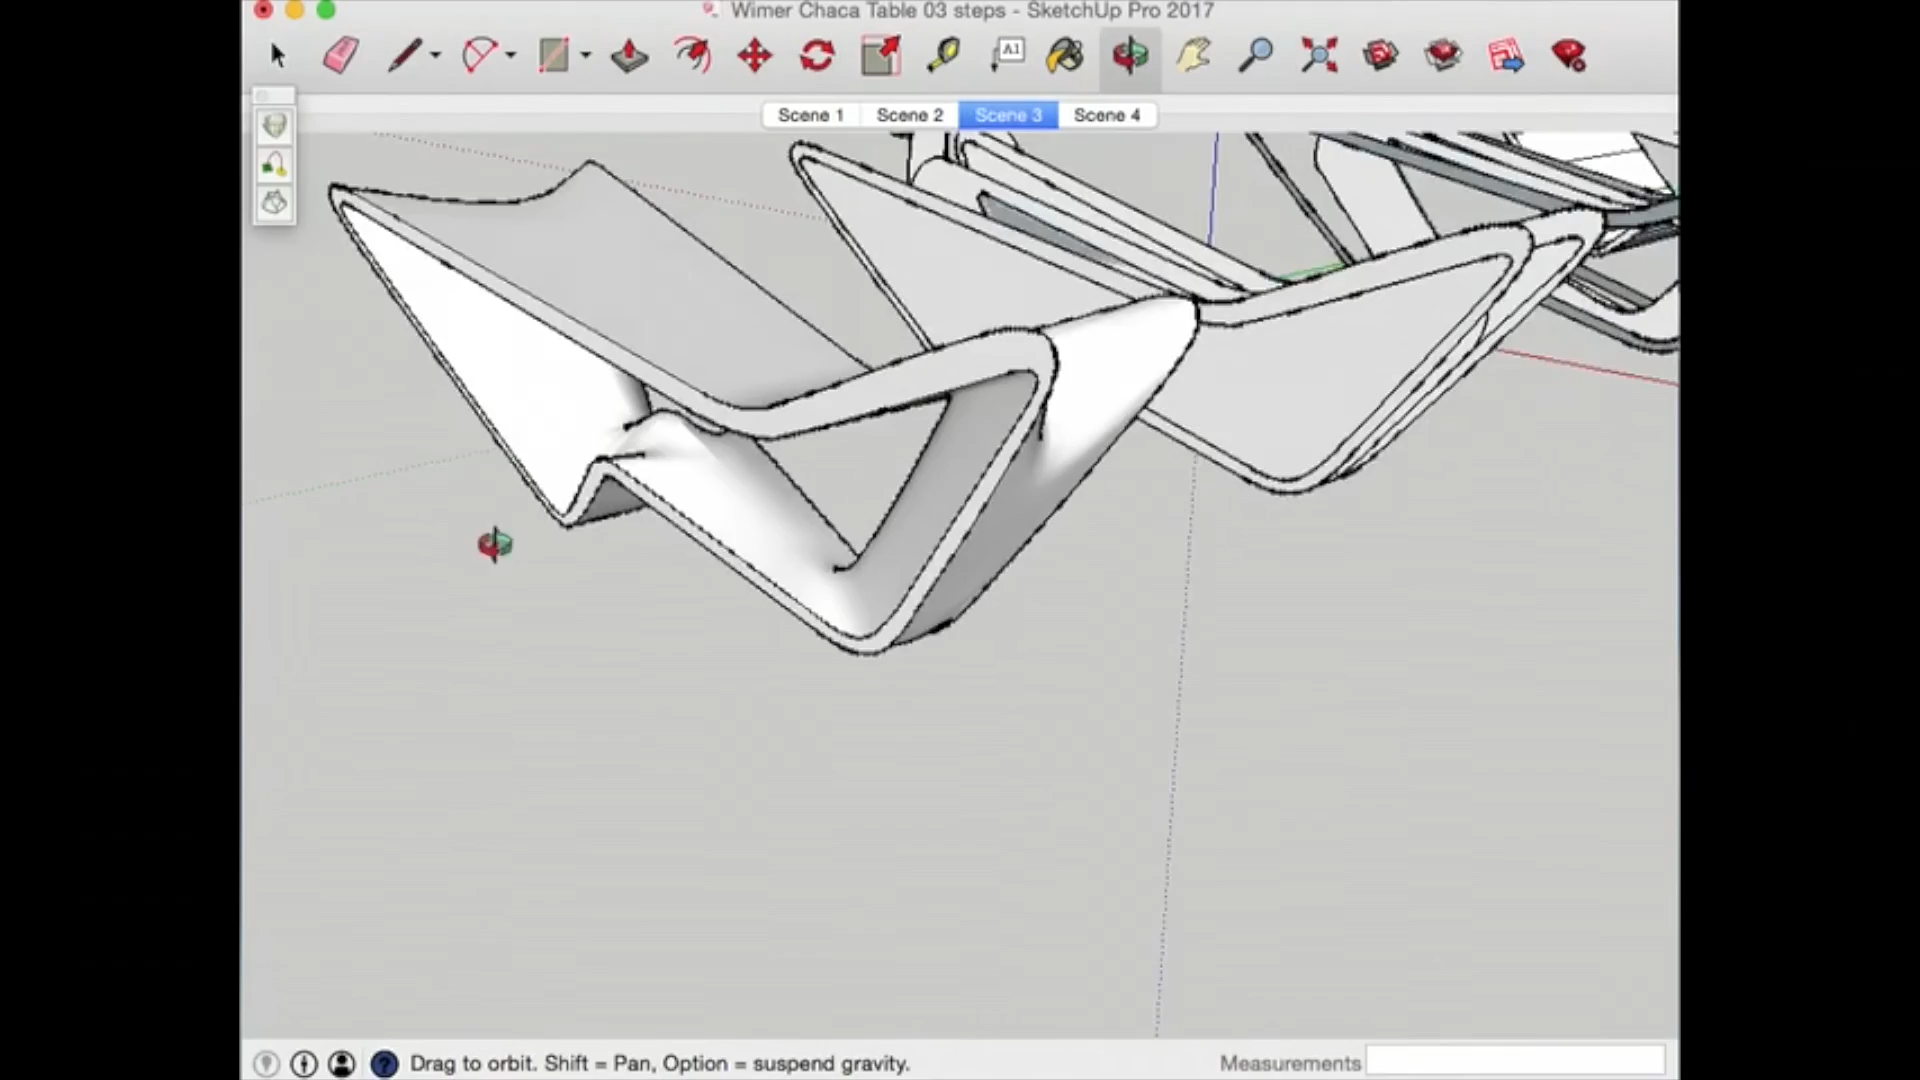 Wimer Chaca Table 03 steps - SketchUp Pro 2017
A1
Scene 1 Scene 2 Scene 3 Scene 4
? Drag to orbit. Shift = Pan, Option = suspend gravity. Measurements